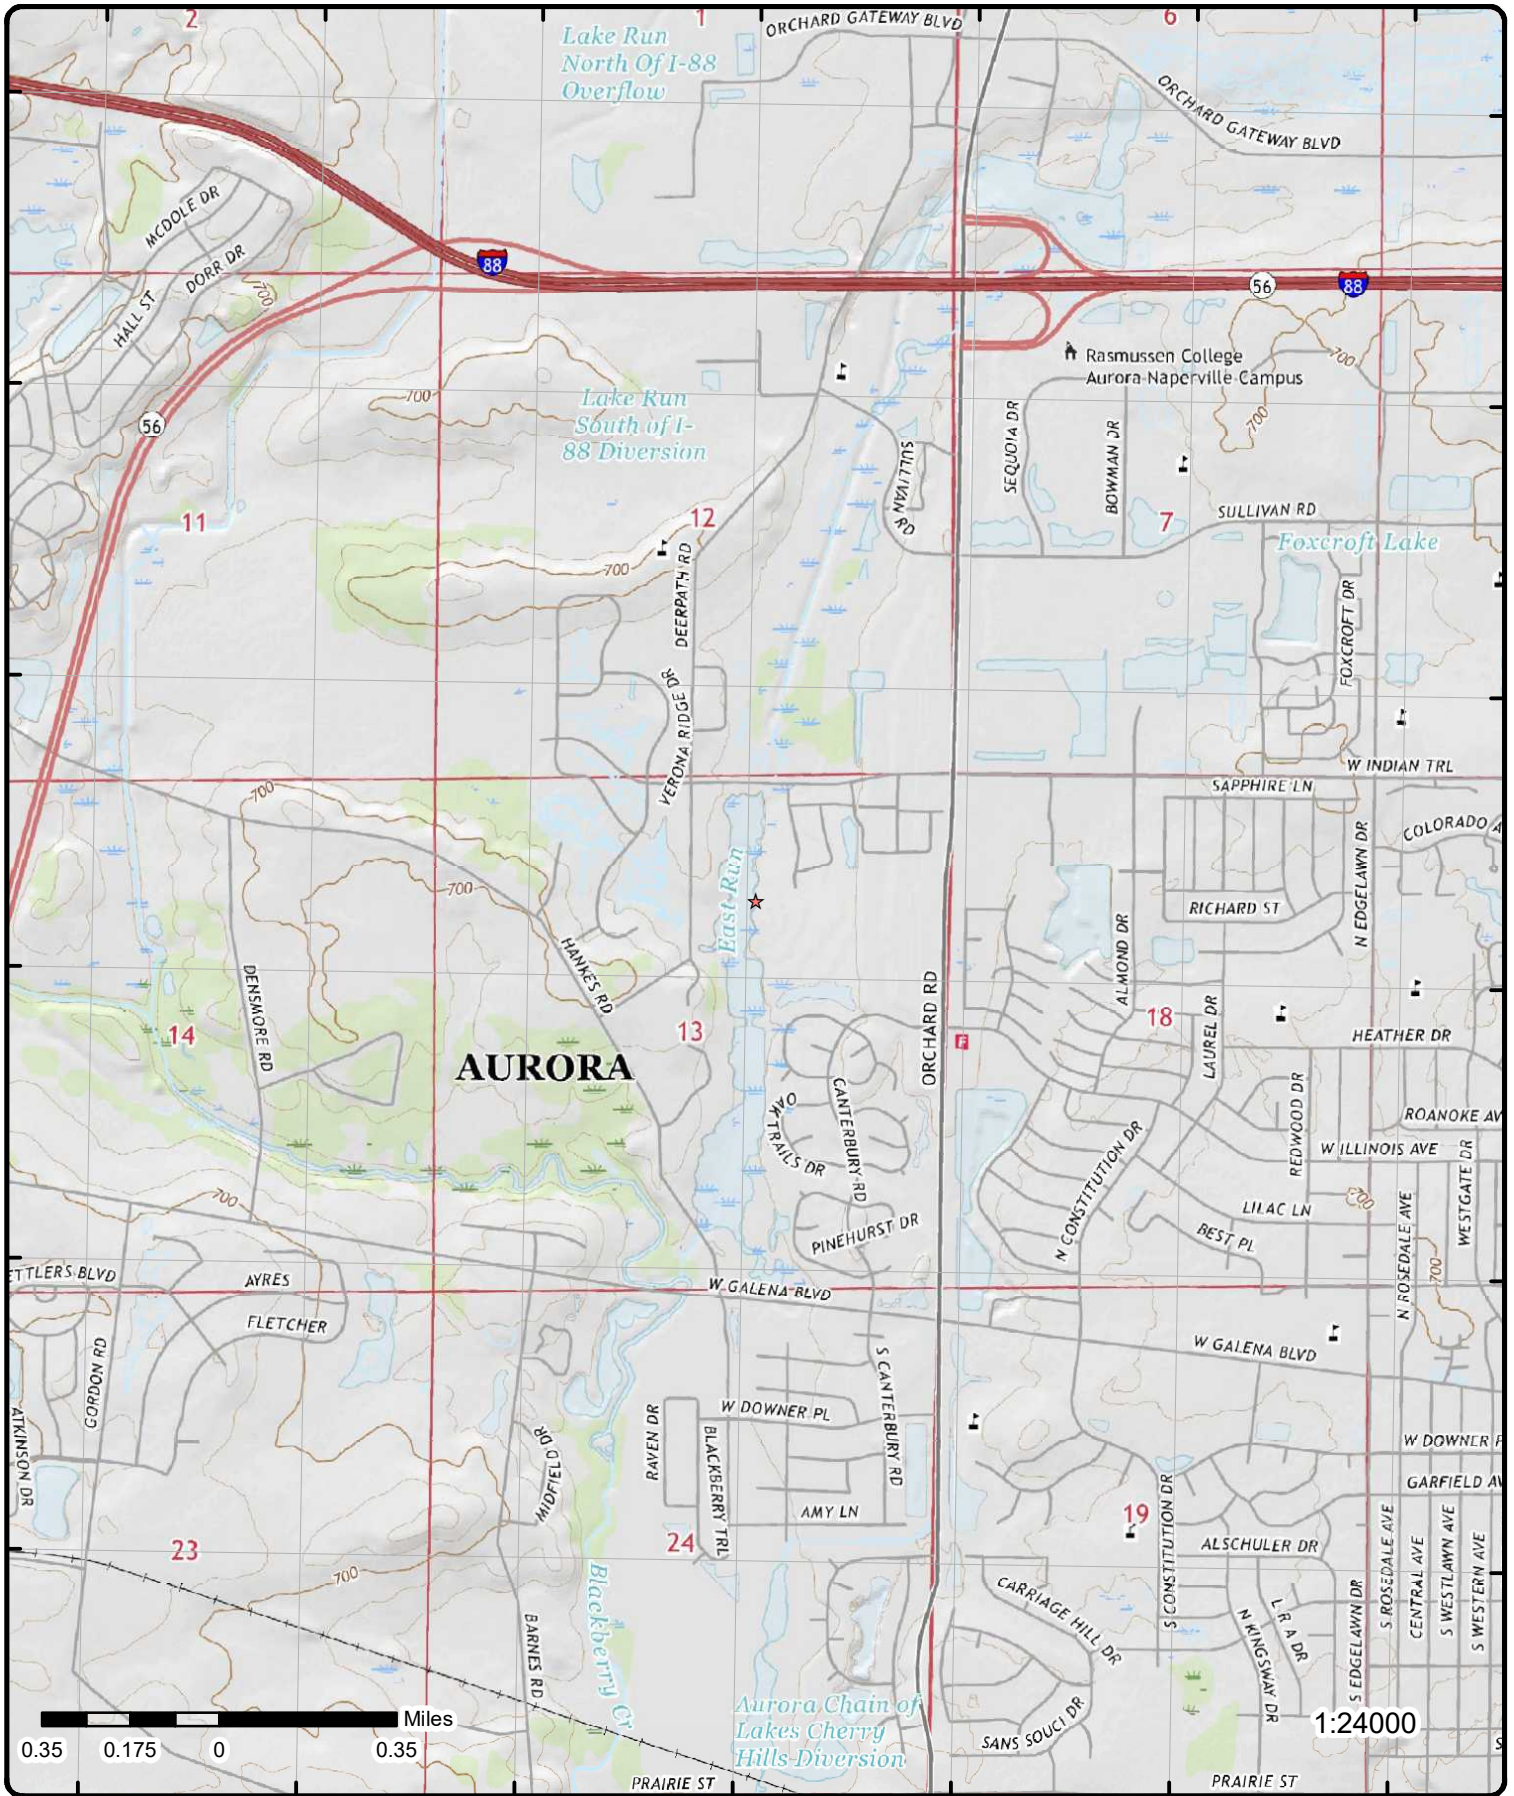 2
1
6
ORCHARD GATEWAY BLVD
Lake Run
North Of I-88
Overflow
ORCHARD GATEWAY BLVD
MCDOLE DR
DORR DR
HALL ST
700
88
56
88
Rasmussen College
Aurora-Naperville Campus
700
700
700
56
Lake Run
South of I-
88 Diversion
SEQUOIA DR
BOWMAN DR
SULLIVAN RD
SULLIVAN RD
11
12
7
Foxcroft Lake
700
DEERPATH RD
FOXCROFT DR
VERONA RIDGE DR
W INDIAN TRL
SAPPHIRE LN
700
COLORADO A
700
East Run
N EDGELAWN DR
RICHARD ST
HANKES RD
DENSMORE RD
ALMOND DR
ORCHARD RD
LAUREL DR
14
13
18
HEATHER DR
F
AURORA
OAK TRAILS DR
CANTERBURY RD
REDWOOD DR
ROANOKE AV
W ILLINOIS AVE
WESTGATE DR
N CONSTITUTION DR
700
700
LILAC LN
BEST PL
PINEHURST DR
N ROSEDALE AVE
700
ETTLERS BLVD
AYRES
W GALENA BLVD
FLETCHER
GORDON RD
W GALENA BLVD
S CANTERBURY RD
ATKINSON DR
RAVEN DR
W DOWNER PL
BLACKBERRY TRL
MIDFIELD DR
W DOWNER P
GARFIELD AV
AMY LN
19
S CONSTITUTION DR
23
24
ALSCHULER DR
S ROSEDALE AVE
CENTRAL AVE
S WESTLAWN AVE
S WESTERN AVE
700
Blackberry Cr
CARRIAGE HILL DR
L R A DR
N KINGSWAY DR
S EDGELAWN DR
BARNES RD
Aurora Chain of
Lakes Cherry
Hills Diversion
SANS SOUCI DR
Miles
0.35 0.175 0 0.35
1:24000
S
PRAIRIE ST
PRAIRIE ST